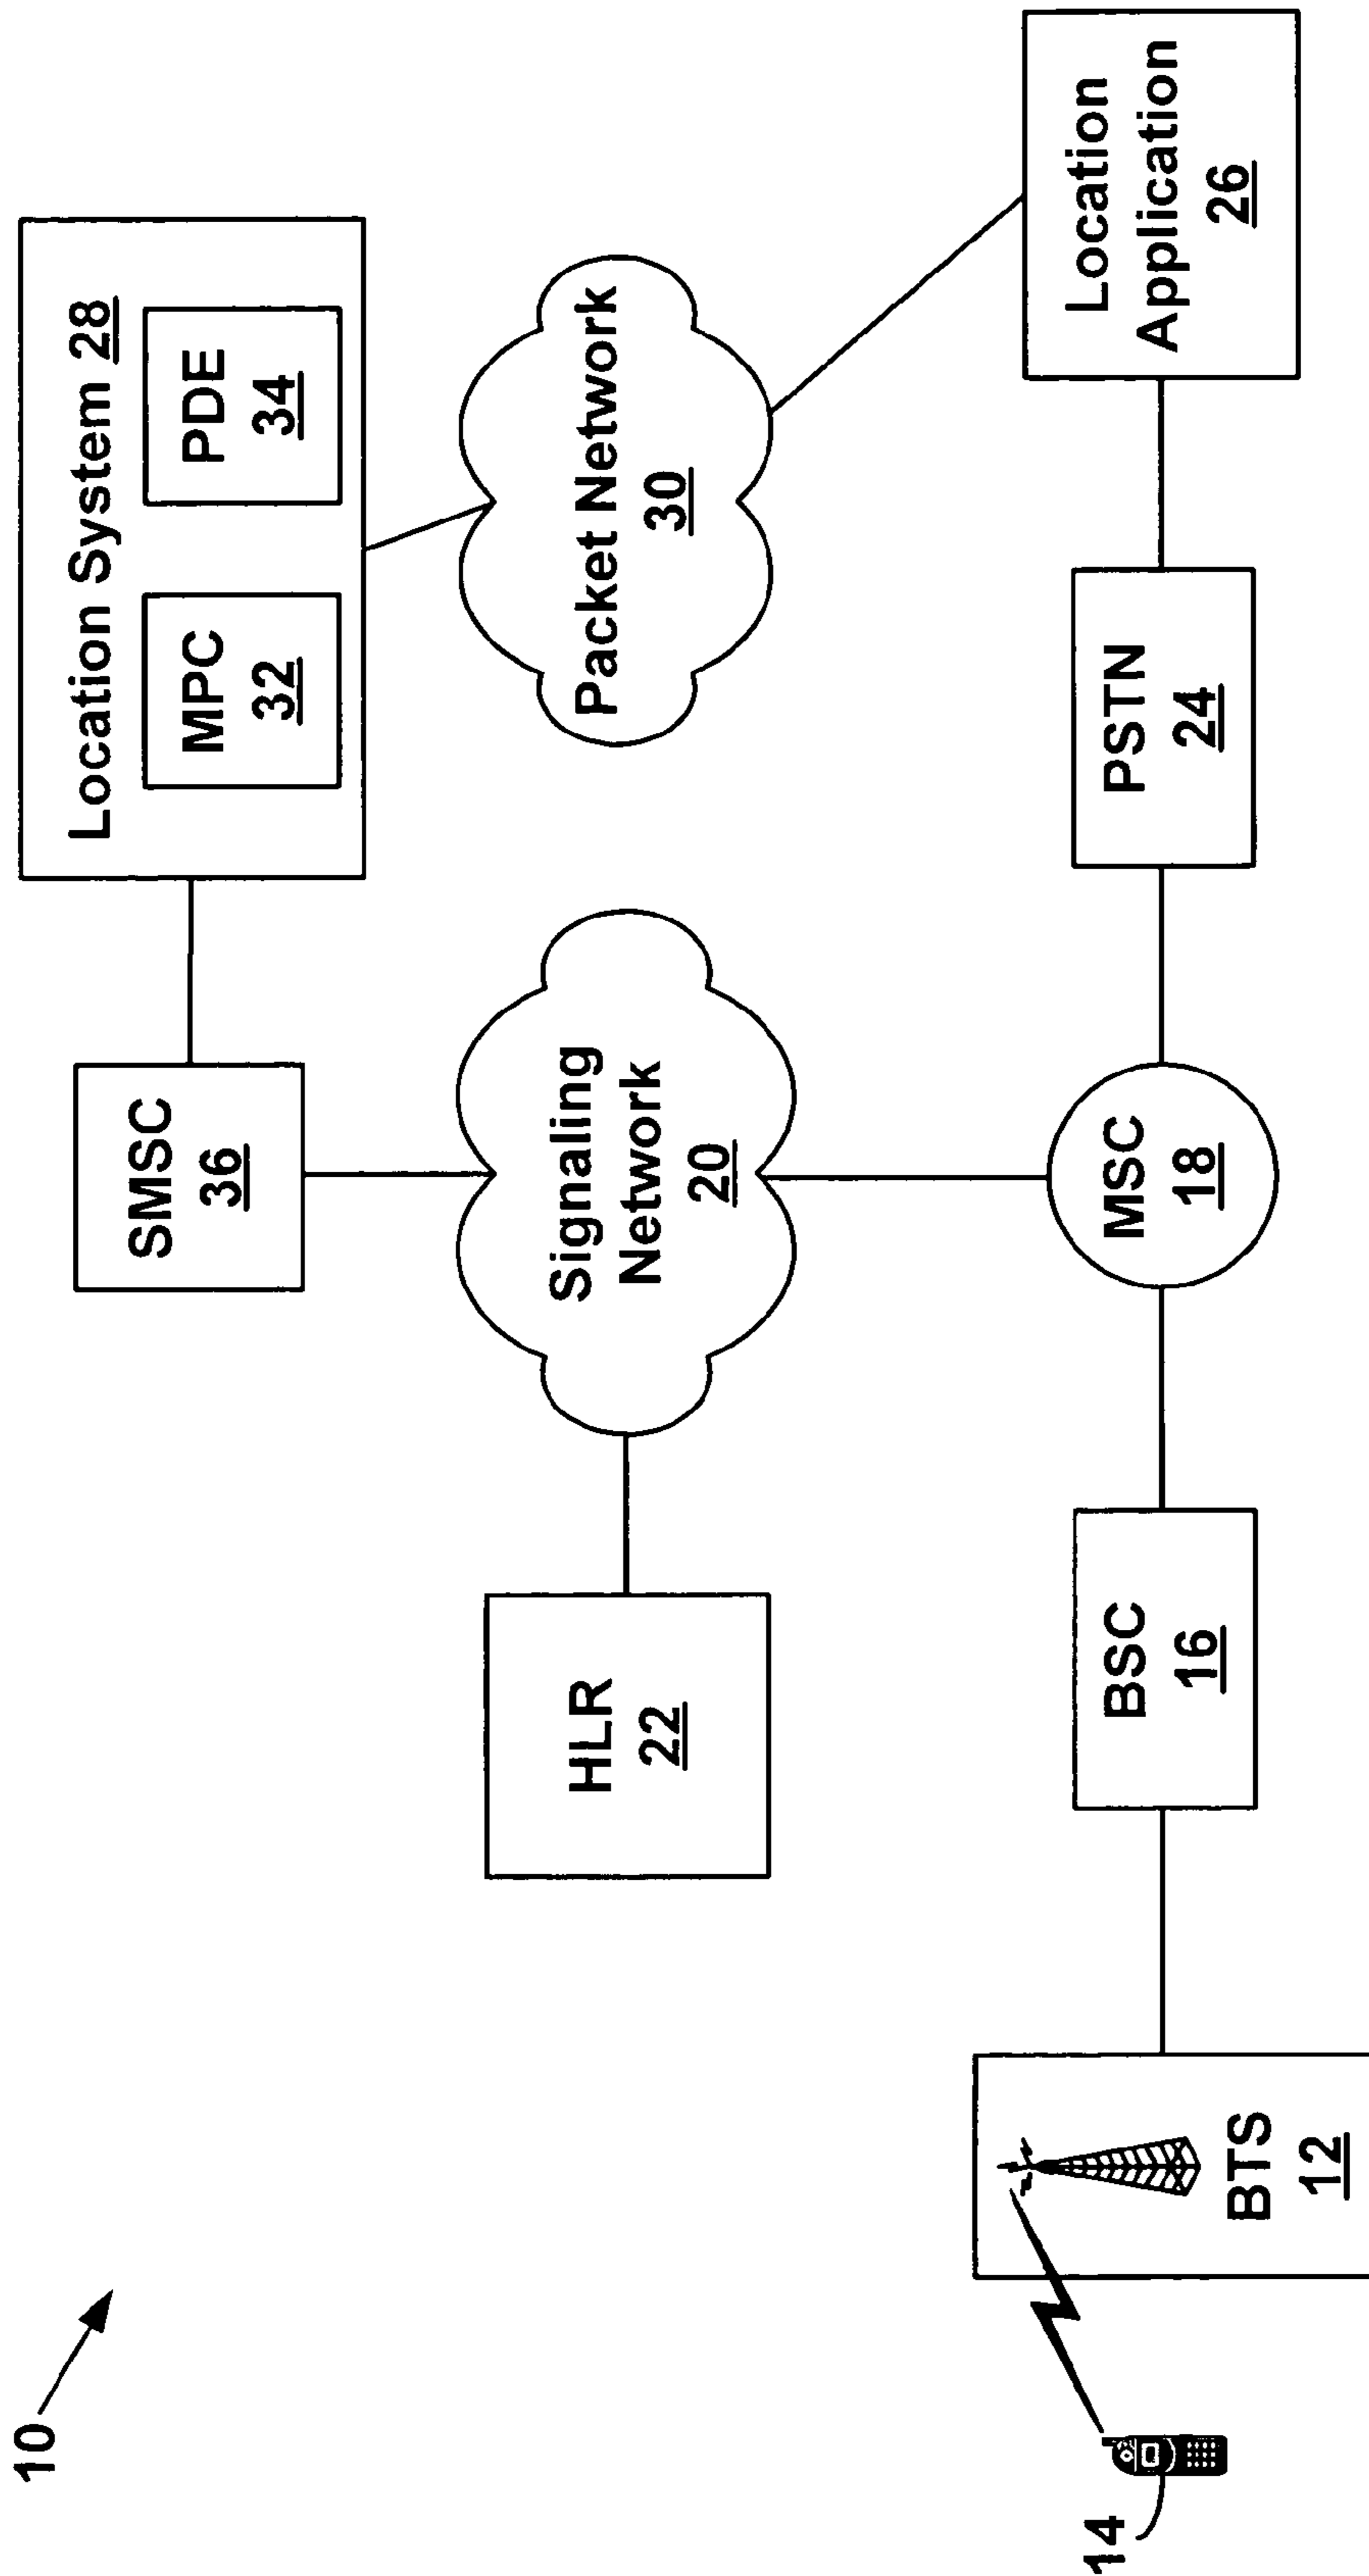 10
Location System 28
MPC
32
PDE
34
SMSC
36
Packet Network
30
Signaling
Network
20
HLR
22
14
BTS
12
BSC
16
MSC
18
PSTN
24
Location
Application
26